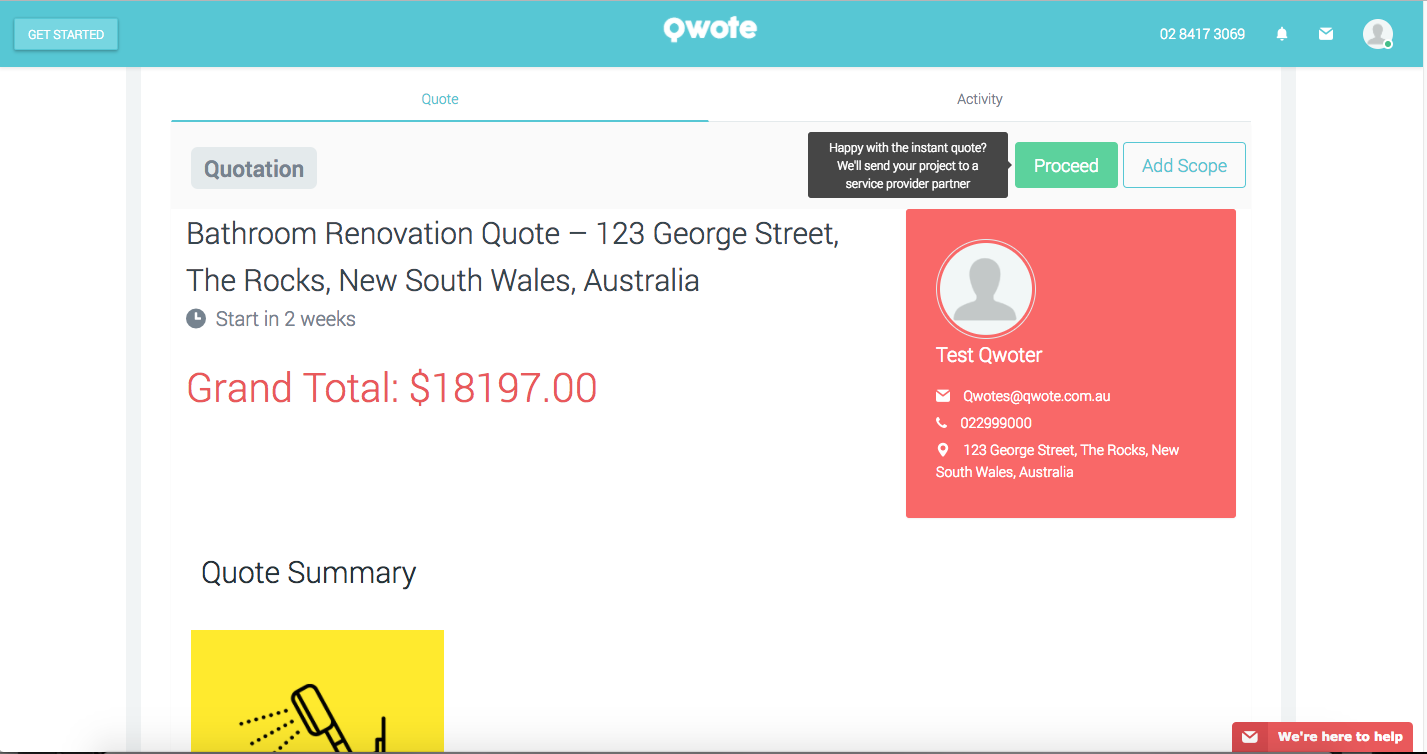 GET STARTED
Qwote
02 8417 3069
Quote
Activity
Quotation
Happy with the instant quote?
We'll send your project to a
service provider partner
Proceed
Add Scope
Bathroom Renovation Quote – 123 George Street,
The Rocks, New South Wales, Australia
Start in 2 weeks
Grand Total: $18197.00
Test Qwoter
Qwotes@qwote.com.au
022999000
123 George Street, The Rocks, New
South Wales, Australia
Quote Summary
We're here to help